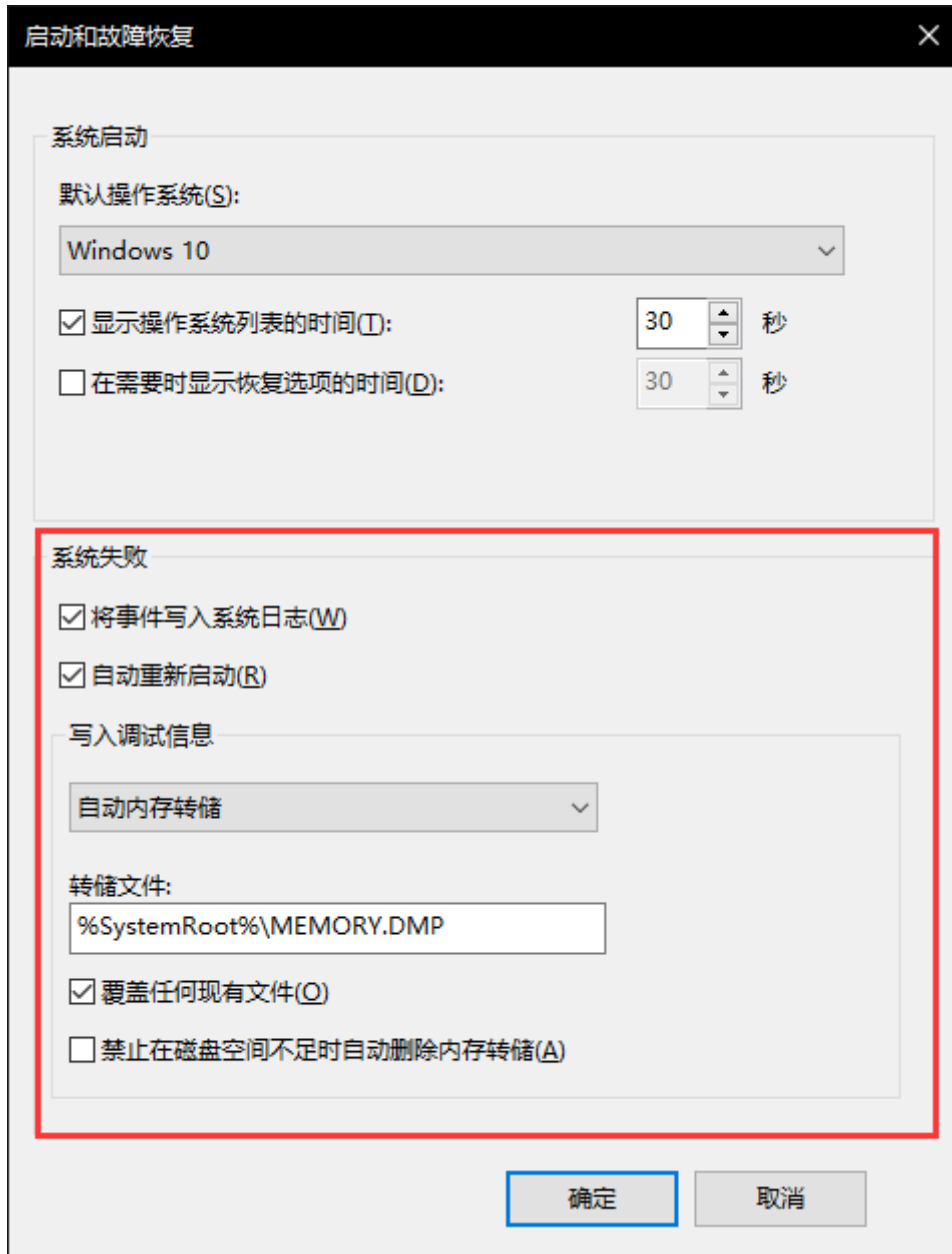 启动和故障恢复
系统启动
默认操作系统(S):
Windows 10
显示操作系统列表的时间(T): 30 秒
在需要时显示恢复选项的时间(D): 30 秒
系统失败
将事件写入系统日志(W)
自动重新启动(R)
写入调试信息
自动内存转储
转储文件:
%SystemRoot%\MEMORY.DMP
覆盖任何现有文件(O)
禁止在磁盘空间不足时自动删除内存转储(A)
确定 取消